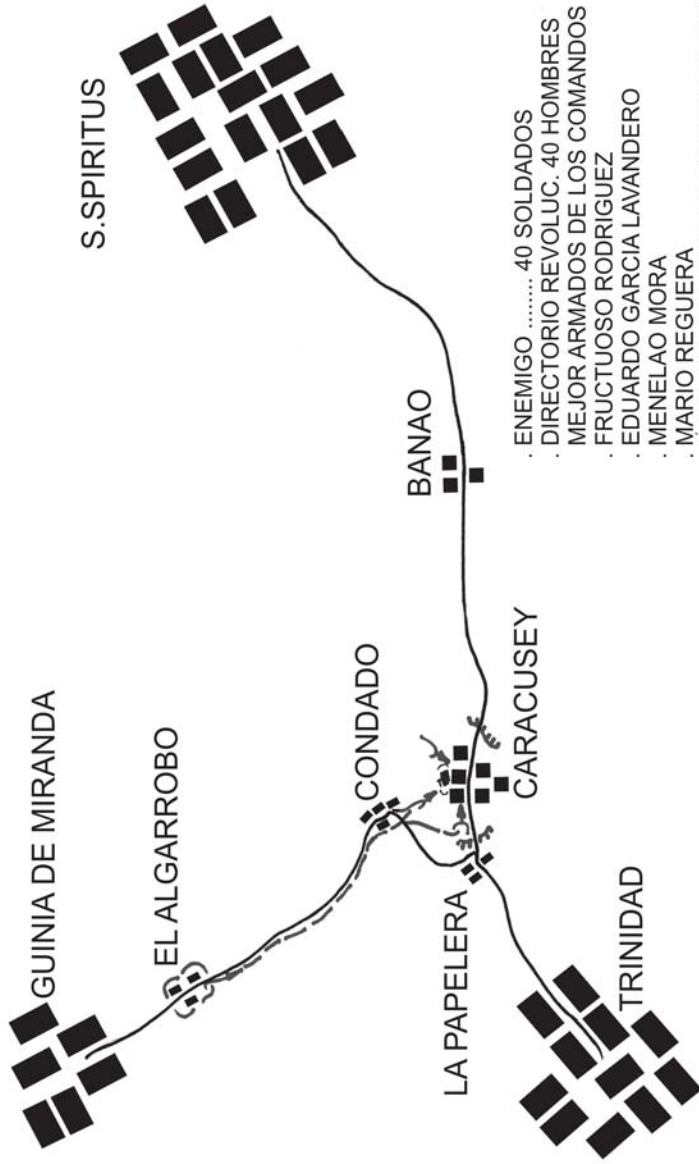 GUINIA DE MIRANDA
S.SPIRITUS
EL ALGARROBO
CONDADO
BANAO
LA PAPELERA
CARACUSEY
TRINIDAD
. ENEMIGO ........ 40 SOLDADOS
. DIRECTORIO REVOLUC. 40 HOMBRES
MEJOR ARMADOS DE LOS COMANDOS
. FRUCTUOSO RODRIGUEZ
. EDUARDO GARCIA LAVANDERO
. MENELAO MORA
. MARIO REGUERA